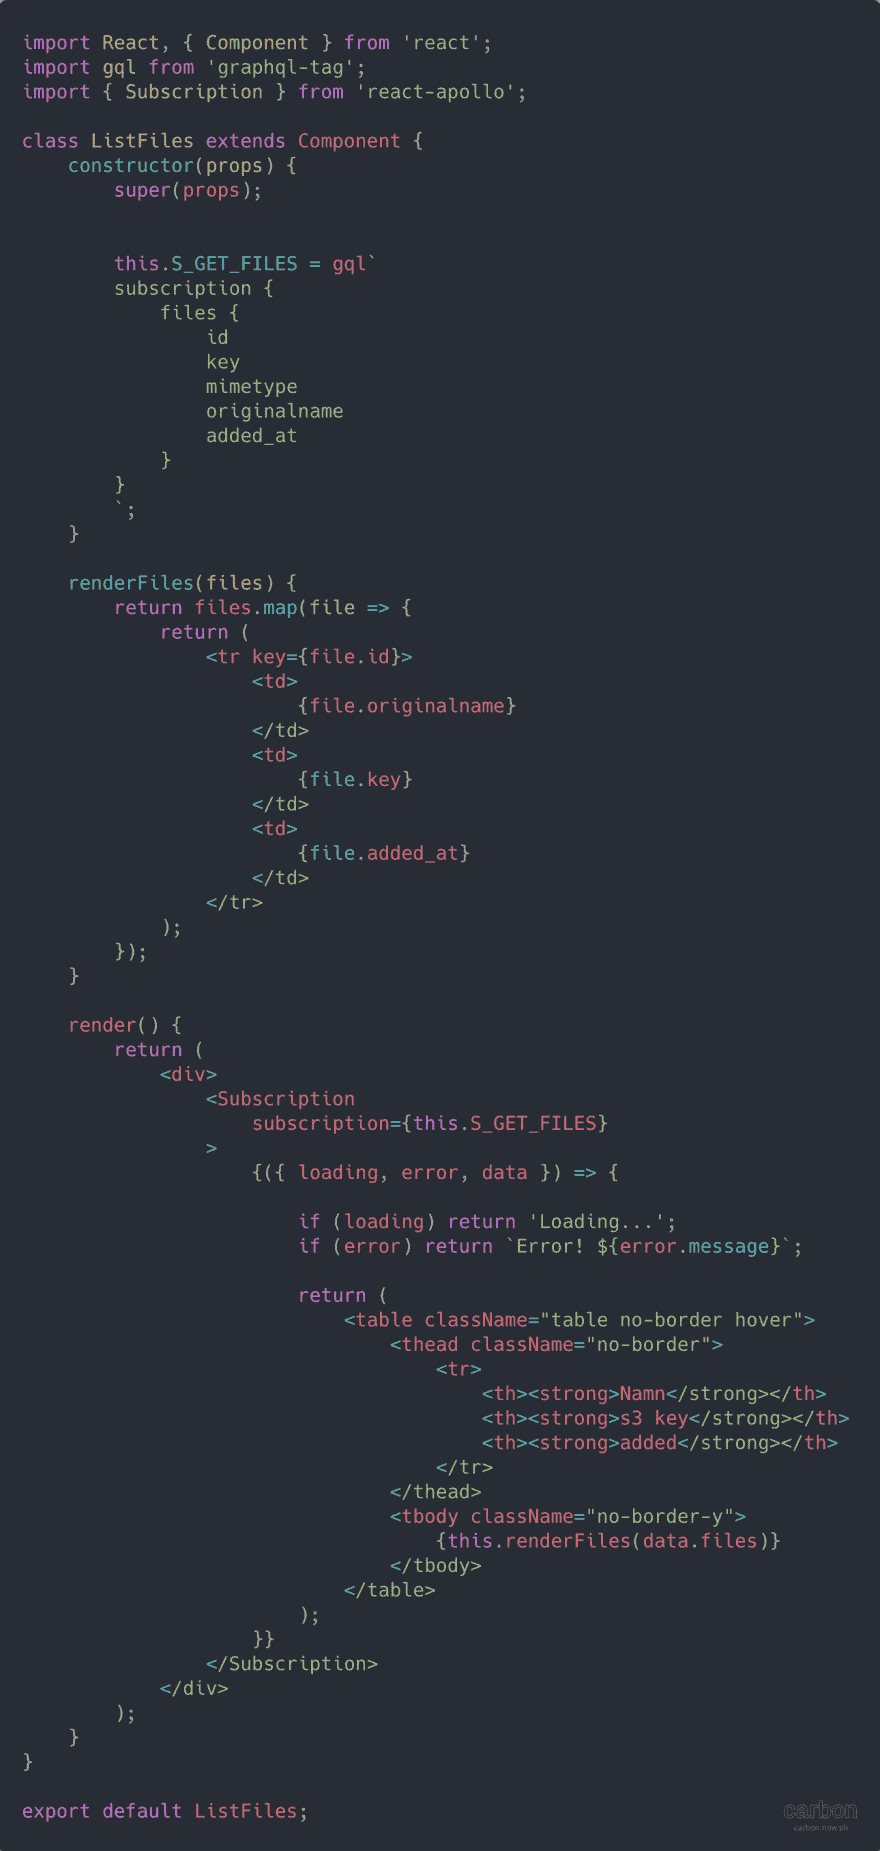 import React, { Component } from 'react';
import gql from 'graphql-tag';
import { Subscription } from 'react-apollo';

class ListFiles extends Component {
    constructor(props) {
        super(props);


        this.S_GET_FILES = gql`
        subscription {
            files {
                id
                key
                mimetype
                originalname
                added_at
            }
        }
        `;
    }

    renderFiles(files) {
        return files.map(file => {
            return (
                <tr key={file.id}>
                    <td>
                        {file.originalname}
                    </td>
                    <td>
                        {file.key}
                    </td>
                    <td>
                        {file.added_at}
                    </td>
                </tr>
            );
        });
    }

    render() {
        return (
            <div>
                <Subscription
                    subscription={this.S_GET_FILES}
                >
                    {({ loading, error, data }) => {

                        if (loading) return 'Loading...';
                        if (error) return `Error! ${error.message}`;

                        return (
                            <table className="table no-border hover">
                                <thead className="no-border">
                                    <tr>
                                        <th><strong>Namn</strong></th>
                                        <th><strong>s3 key</strong></th>
                                        <th><strong>added</strong></th>
                                    </tr>
                                </thead>
                                <tbody className="no-border-y">
                                    {this.renderFiles(data.files)}
                                </tbody>
                            </table>
                        );
                    }}
                </Subscription>
            </div>
        );
    }
}

export default ListFiles;
carbon
carbon.now.sh